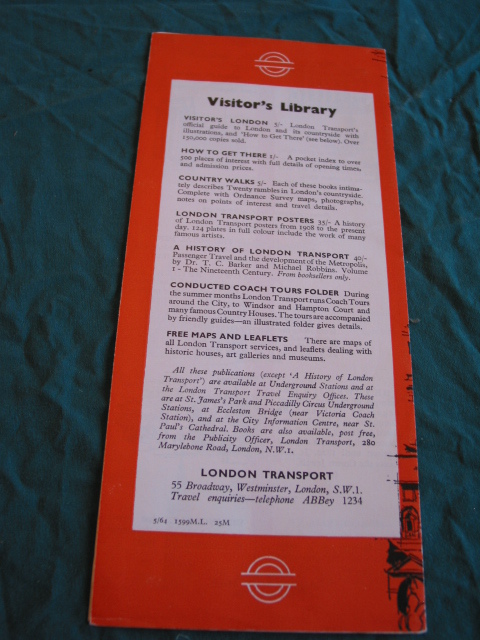 Visitor's Library
VISITOR'S LONDON 5/- London Transport's
official guide to London and its countryside with
illustrations, and 'How to Get There' (see below). Over
150,000 copies sold.
HOW TO GET THERE 1/- A pocket index to over
500 places of interest with full details of opening times,
and admission prices.
COUNTRY WALKS 5/- Each of these books intima-
tely describes Twenty rambles in London's countryside.
Complete with Ordnance Survey maps, photographs,
notes on points of interest and travel details.
LONDON TRANSPORT POSTERS 35/- A history
of London Transport posters from 1908 to the present
day. 124 plates in full colour include the work of many
famous artists.
A HISTORY OF LONDON TRANSPORT 40/-
Passenger Travel and the development of the Metropolis,
by Dr. T. C. Barker and Michael Robbins. Volume
1 - The Nineteenth Century. From booksellers only.
CONDUCTED COACH TOURS FOLDER During
the summer months London Transport runs Coach Tours
around the City, to Windsor and Hampton Court and
many famous Country Houses. The tours are accompanied
by friendly guides—an illustrated folder gives details.
FREE MAPS AND LEAFLETS There are maps of
all London Transport services, and leaflets dealing with
historic houses, art galleries and museums.
All these publications (except 'A History of London
Transport') are available at Underground Stations and at
the London Transport Travel Enquiry Offices. These
are at St. James's Park and Piccadilly Circus Underground
Stations, at Eccleston Bridge (near Victoria Coach
Station), and at the City Information Centre, near St.
Paul's Cathedral. Books are also available, post free,
from the Publicity Officer, London Transport, 280
Marylebone Road, London, N.W.1.
LONDON TRANSPORT
55 Broadway, Westminster, London, S.W.1.
Travel enquiries—telephone ABBey 1234
5/64 1599M.L. 25M